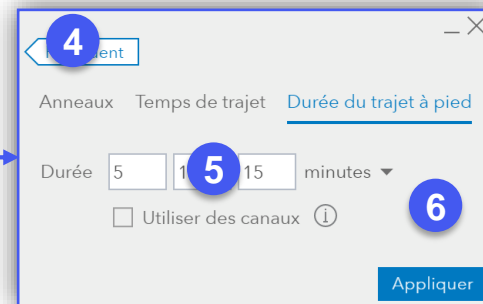 4
Anneaux Temps de trajet Durée du trajet à pied
Durée 5 5 15 minutes
Utiliser des canaux i
6
Appliquer